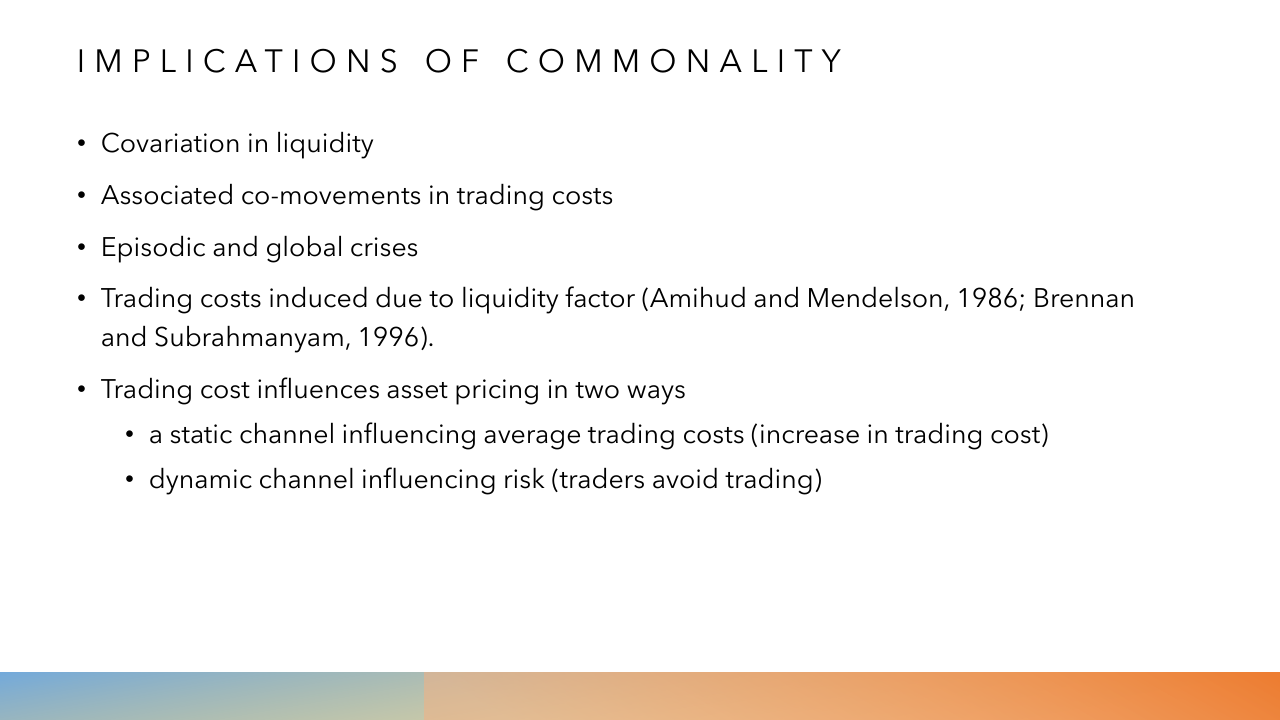 IMPLICATIONS OF COMMONALITY
• Covariation in liquidity
• Associated co-movements in trading costs
• Episodic and global crises
• Trading costs induced due to liquidity factor (Amihud and Mendelson, 1986; Brennan
and Subrahmanyam, 1996).
• Trading cost influences asset pricing in two ways
• a static channel influencing average trading costs (increase in trading cost)
• dynamic channel influencing risk (traders avoid trading)